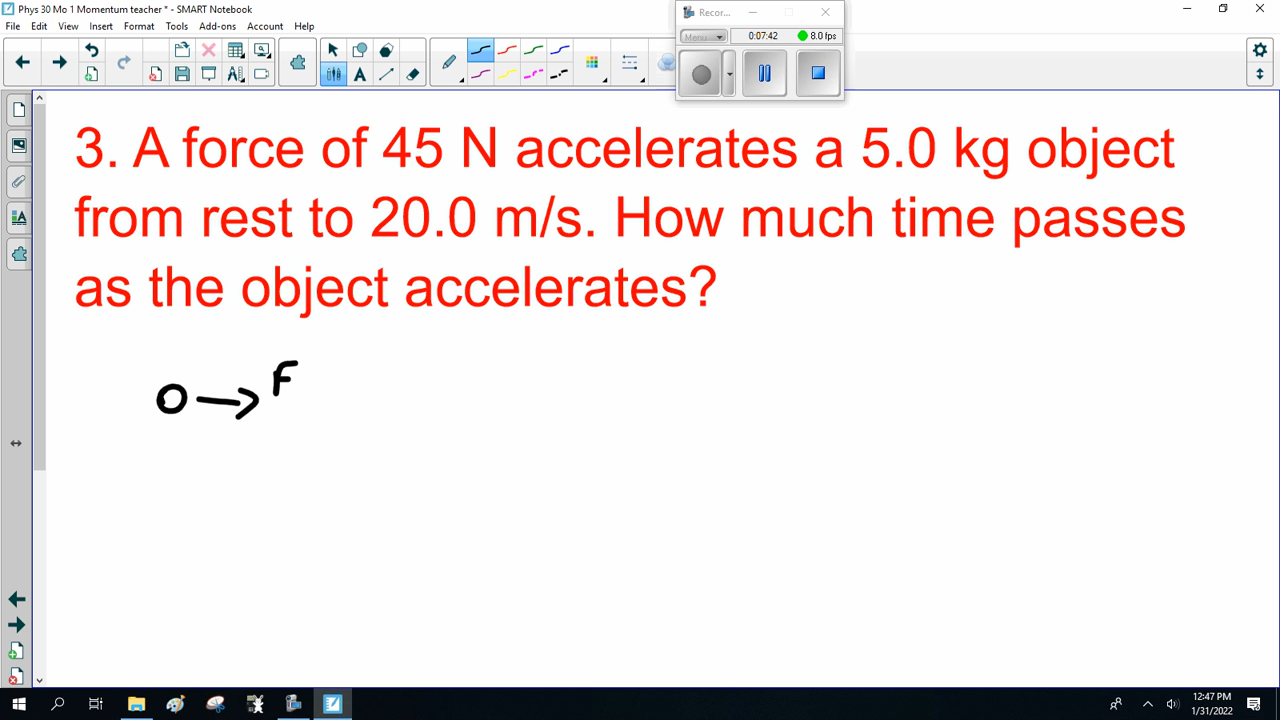 Phys 30 Mo 1 Momentum teacher * - SMART Notebook
File Edit View Insert Format Tools Add-ons Account Help
Recor...
Menu 0:07:42 8.0 fps
3. A force of 45 N accelerates a 5.0 kg object
from rest to 20.0 m/s. How much time passes
as the object accelerates?
F
12:47 PM
1/31/2022